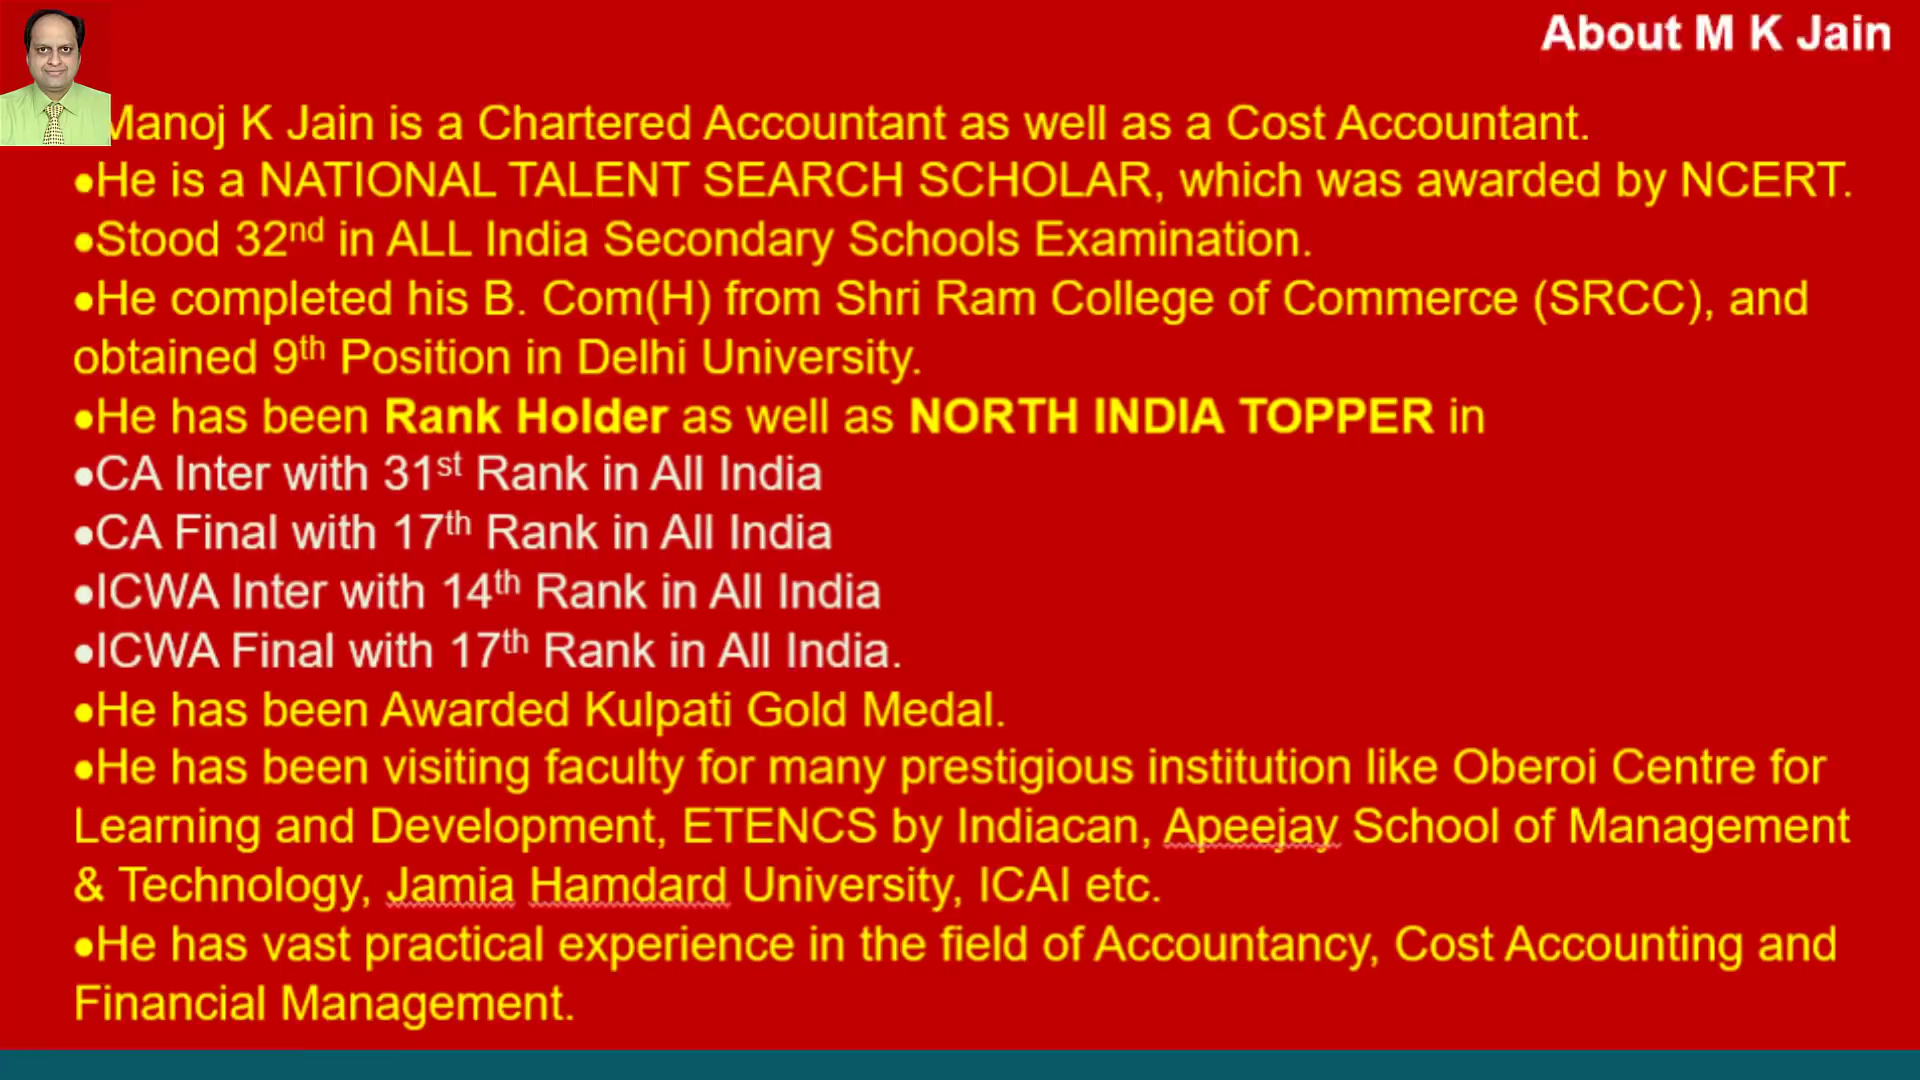 About M K Jain
Manoj K Jain is a Chartered Accountant as well as a Cost Accountant.
●He is a NATIONAL TALENT SEARCH SCHOLAR, which was awarded by NCERT.
●Stood 32nd in ALL India Secondary Schools Examination.
●He completed his B. Com(H) from Shri Ram College of Commerce (SRCC), and
obtained 9th Position in Delhi University.
●He has been Rank Holder as well as NORTH INDIA TOPPER in
●CA Inter with 31st Rank in All India
●CA Final with 17th Rank in All India
●ICWA Inter with 14th Rank in All India
●ICWA Final with 17th Rank in All India.
●He has been Awarded Kulpati Gold Medal.
●He has been visiting faculty for many prestigious institution like Oberoi Centre for
Learning and Development, ETENCS by Indiacan, Apeejay School of Management
& Technology, Jamia Hamdard University, ICAI etc.
●He has vast practical experience in the field of Accountancy, Cost Accounting and
Financial Management.